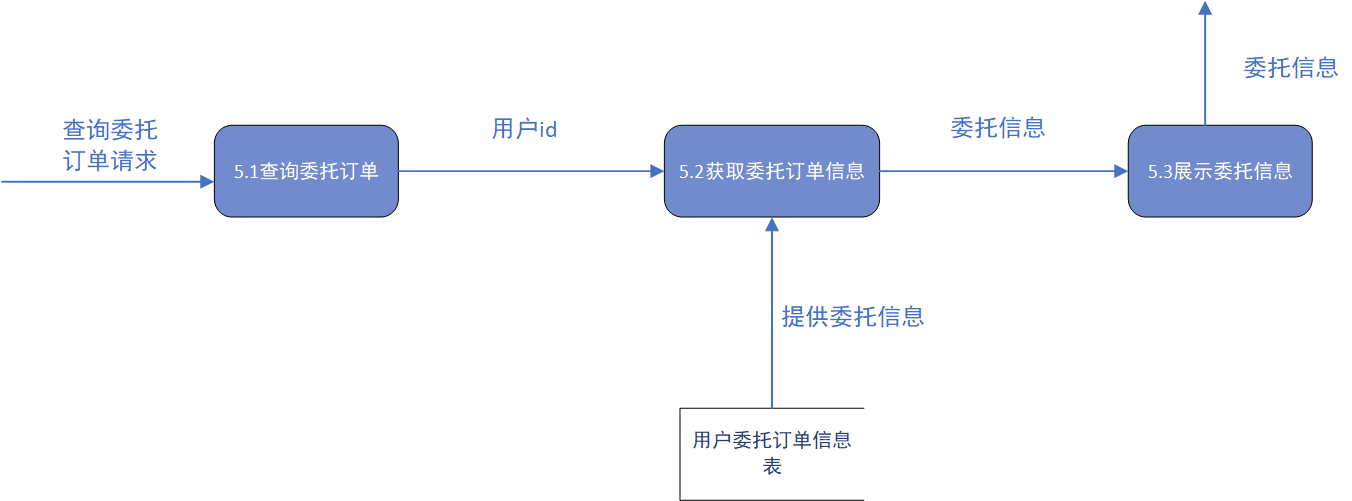 委托信息
查询委托
订单请求
用户id
委托信息
5.1查询委托订单
5.2获取委托订单信息
5.3展示委托信息
提供委托信息
用户委托订单信息
表